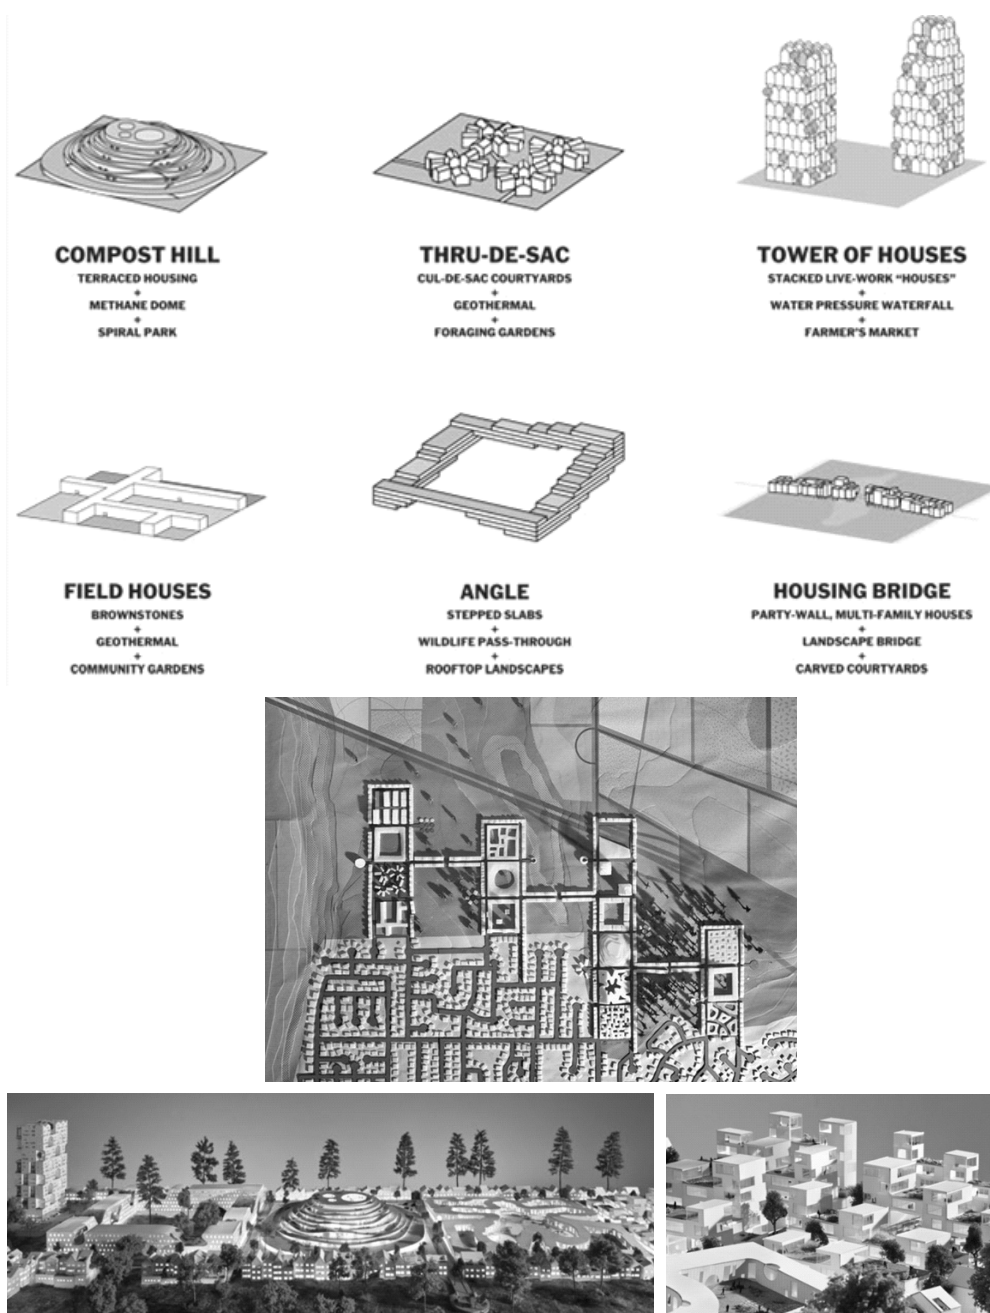 COMPOST HILL
TERRACED HOUSING
+
METHANE DOME
+
SPIRAL PARK
THRU-DE-SAC
CUL-DE-SAC COURTYARDS
+
GEOTHERMAL
+
FORAGING GARDENS
TOWER OF HOUSES
STACKED LIVE-WORK “HOUSES”
+
WATER PRESSURE WATERFALL
+
FARMER'S MARKET
FIELD HOUSES
BROWNSTONES
+
GEOTHERMAL
+
COMMUNITY GARDENS
ANGLE
STEPPED SLABS
+
WILDLIFE PASS-THROUGH
+
ROOFTOP LANDSCAPES
HOUSING BRIDGE
PARTY-WALL, MULTI-FAMILY HOUSES
+
LANDSCAPE BRIDGE
+
CARVED COURTYARDS